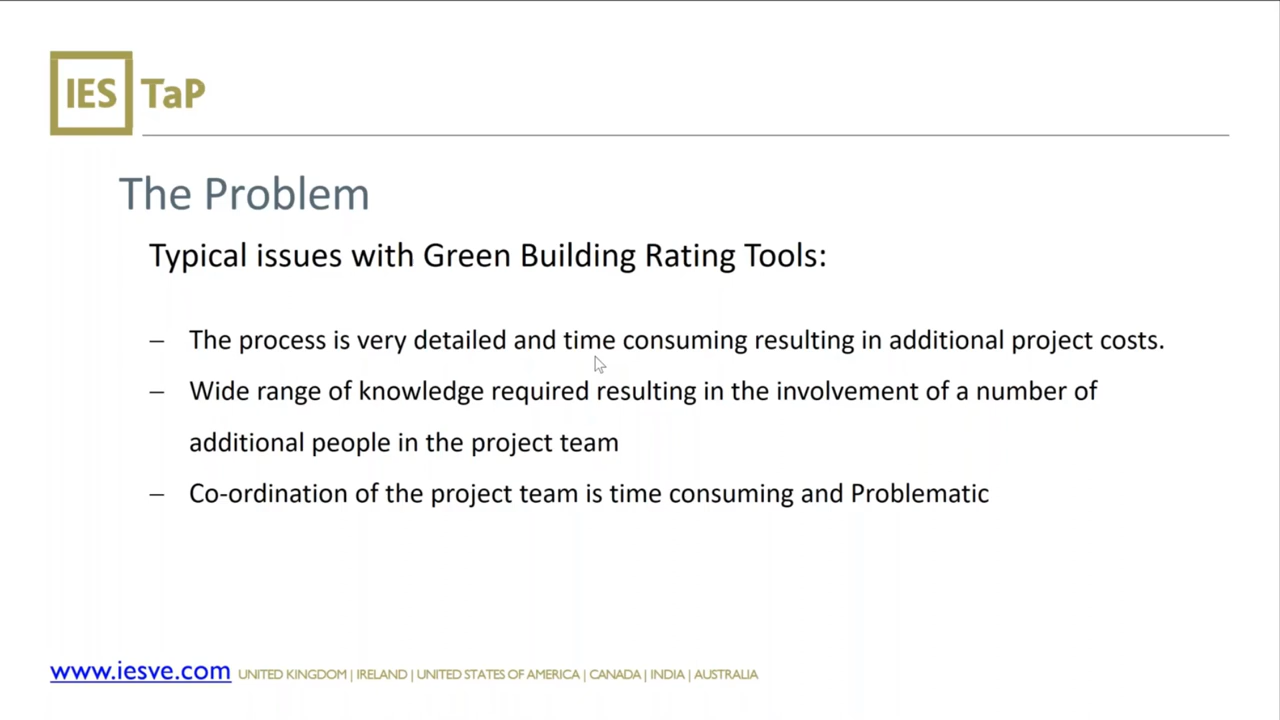 IES TaP
The Problem
Typical issues with Green Building Rating Tools:
– The process is very detailed and time consuming resulting in additional project costs.
– Wide range of knowledge required resulting in the involvement of a number of
additional people in the project team
– Co-ordination of the project team is time consuming and Problematic
www.iesve.com UNITED KINGDOM | IRELAND | UNITED STATES OF AMERICA | CANADA | INDIA | AUSTRALIA